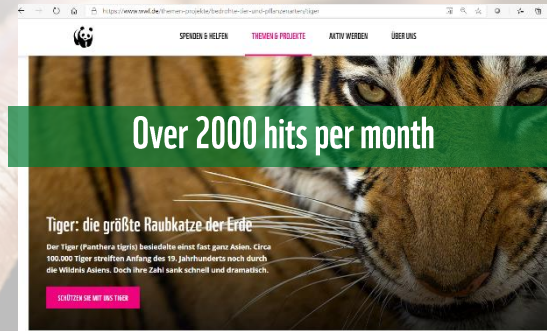 https://www.wwf.de/themen-projekte/bedrohte-tier-und-pflanzenarten/tiger
SPENDEN & HELFEN THEMEN & PROJEKTE AKTIV WERDEN ÜBER UNS
Over 2000 hits per month
Tiger: die größte Raubkatze der Erde
Der Tiger (Panthera tigris) besiedelte einst fast ganz Asien. Circa
100.000 Tiger streiften Anfang des 19. Jahrhunderts noch durch
die Wildnis Asiens. Doch ihre Zahl sank schnell und dramatisch.
SCHÜTZEN SIE MIT UNS TIGER